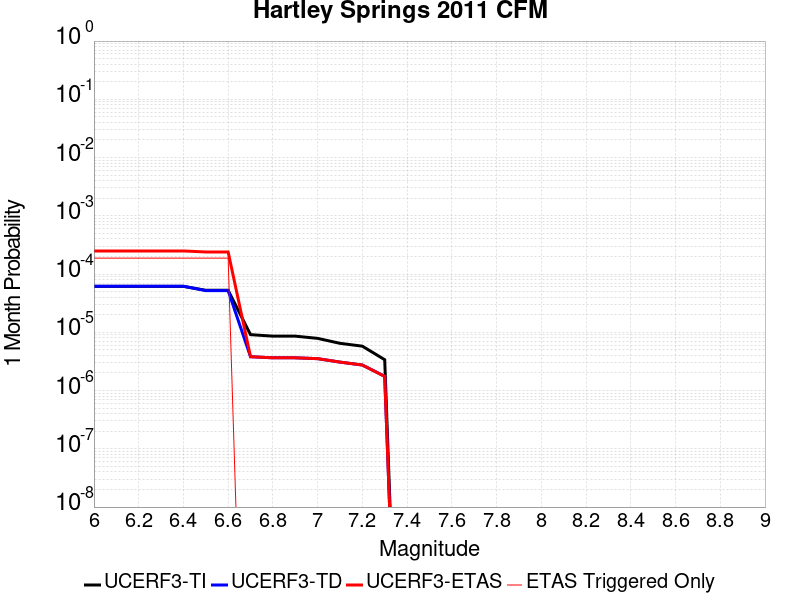 Hartley Springs 2011 CFM
10^0
10^-1
10^-2
10^-3
10^-4
10^-5
10^-6
10^-7
10^-8
1 Month Probability
6 6.2 6.4 6.6 6.8 7 7.2 7.4 7.6 7.8 8 8.2 8.4 8.6 8.8 9
Magnitude
UCERF3-TI UCERF3-TD UCERF3-ETAS ETAS Triggered Only